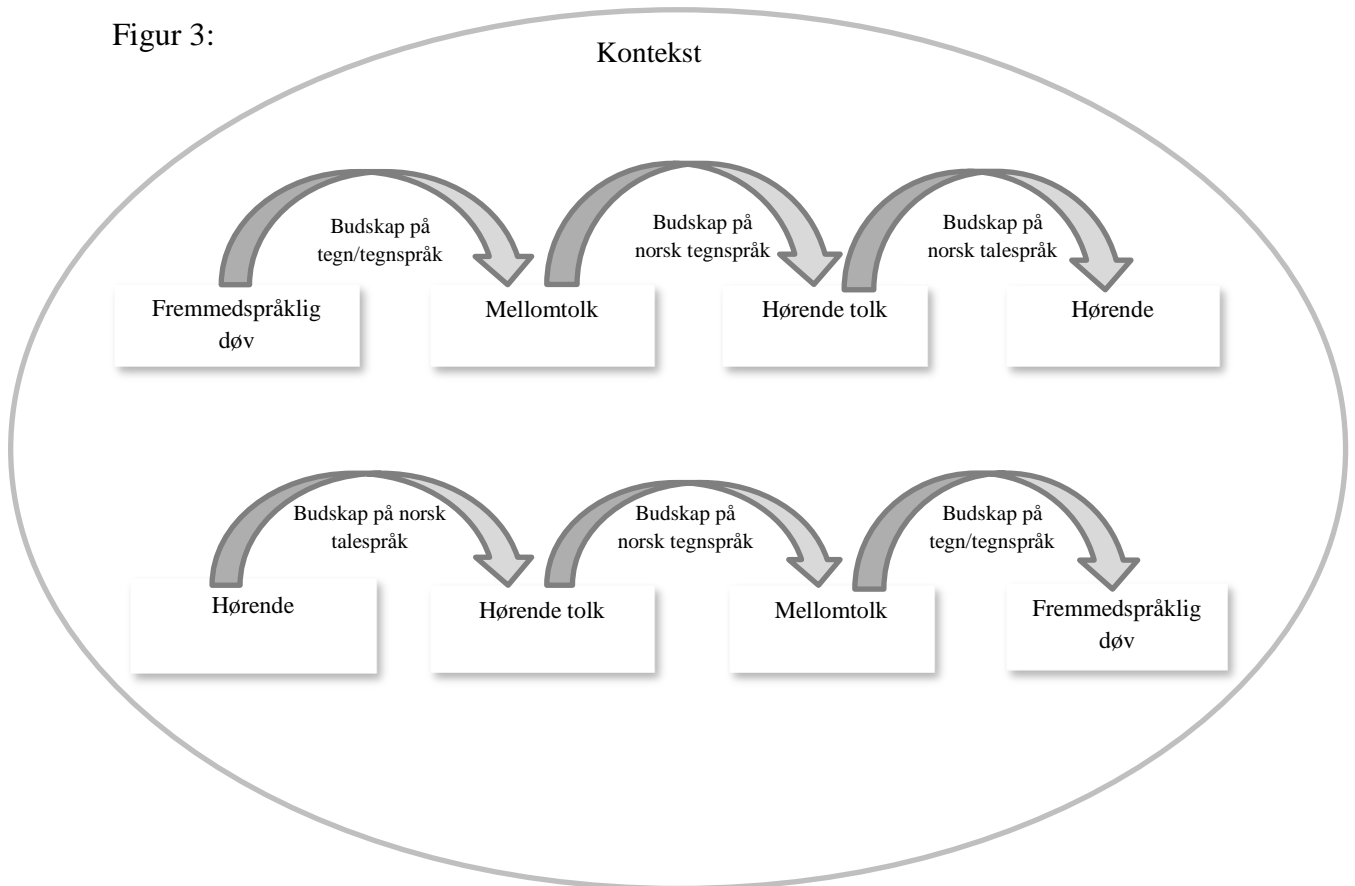 Figur 3:
Kontekst
Budskap på
tegn/tegnspråk
Budskap på
norsk tegnspråk
Budskap på
norsk talespråk
Fremmedspråklig
døv
Mellomtolk
Hørende tolk
Hørende
Budskap på norsk
talespråk
Budskap på
norsk tegnspråk
Budskap på
tegn/tegnspråk
Hørende
Hørende tolk
Mellomtolk
Fremmedspråklig
døv